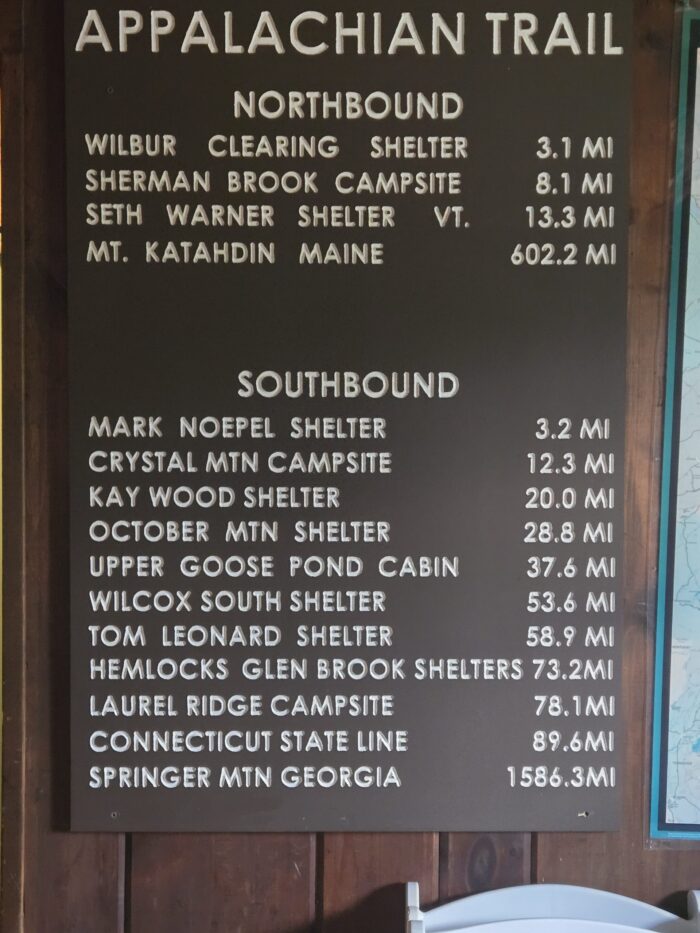 APPALACHIAN TRAIL
NORTHBOUND
WILBUR CLEARING SHELTER 3.1 MI
SHERMAN BROOK CAMPSITE 8.1 MI
SETH WARNER SHELTER VT. 13.3 MI
MT. KATAHDIN MAINE 602.2 MI
SOUTHBOUND
MARK NOEPEL SHELTER 3.2 MI
CRYSTAL MTN CAMPSITE 12.3 MI
KAY WOOD SHELTER 20.0 MI
OCTOBER MTN SHELTER 28.8 MI
UPPER GOOSE POND CABIN 37.6 MI
WILCOX SOUTH SHELTER 53.6 MI
TOM LEONARD SHELTER 58.9 MI
HEMLOCKS GLEN BROOK SHELTERS 73.2MI
LAUREL RIDGE CAMPSITE 78.1MI
CONNECTICUT STATE LINE 89.6MI
SPRINGER MTN GEORGIA 1586.3MI